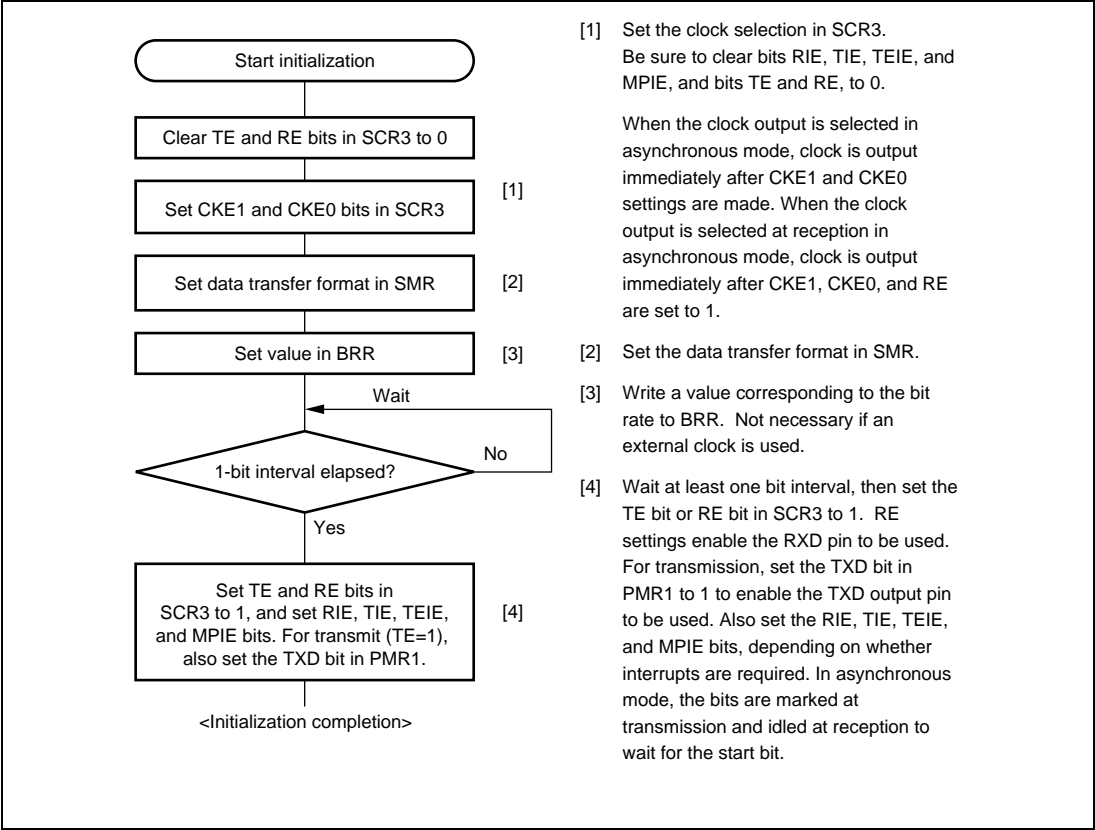 Start initialization
Clear TE and RE bits in SCR3 to 0
Set CKE1 and CKE0 bits in SCR3
[1]
Set data transfer format in SMR
[2]
Set value in BRR
[3]
Wait
1-bit interval elapsed?
No
Yes
Set TE and RE bits in
SCR3 to 1, and set RIE, TIE, TEIE,
and MPIE bits. For transmit (TE=1),
also set the TXD bit in PMR1.
[4]
<Initialization completion>
[1] Set the clock selection in SCR3.
Be sure to clear bits RIE, TIE, TEIE, and
MPIE, and bits TE and RE, to 0.
When the clock output is selected in
asynchronous mode, clock is output
immediately after CKE1 and CKE0
settings are made. When the clock
output is selected at reception in
asynchronous mode, clock is output
immediately after CKE1, CKE0, and RE
are set to 1.
[2] Set the data transfer format in SMR.
[3] Write a value corresponding to the bit
rate to BRR. Not necessary if an
external clock is used.
[4] Wait at least one bit interval, then set the
TE bit or RE bit in SCR3 to 1. RE
settings enable the RXD pin to be used.
For transmission, set the TXD bit in
PMR1 to 1 to enable the TXD output pin
to be used. Also set the RIE, TIE, TEIE,
and MPIE bits, depending on whether
interrupts are required. In asynchronous
mode, the bits are marked at
transmission and idled at reception to
wait for the start bit.